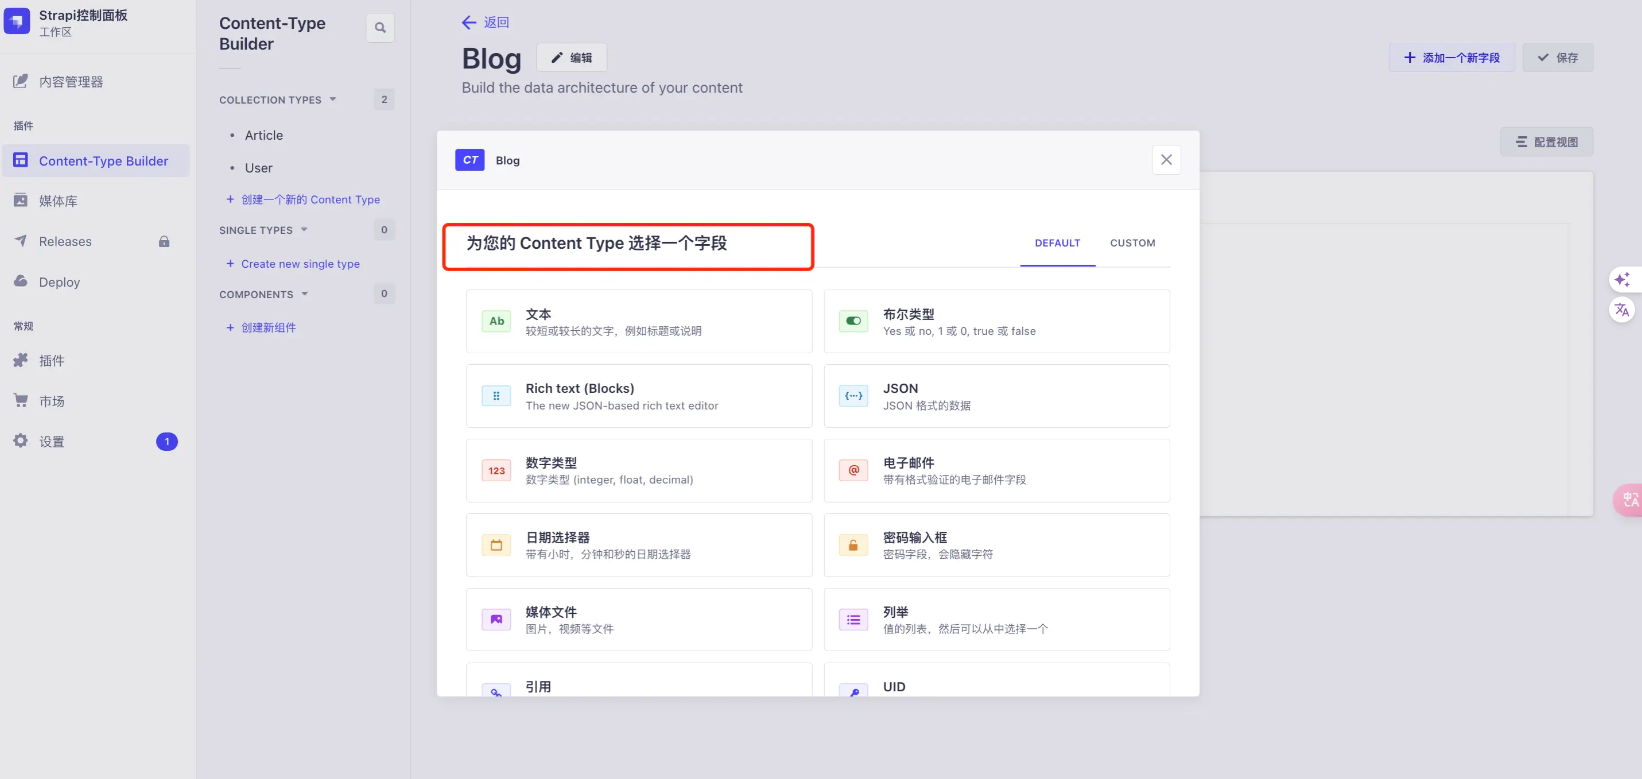 Strapi控制面板
工作区
内容管理器
插件
Content-Type Builder
媒体库
Releases
Deploy
常规
插件
市场
设置
1
Content-Type
Builder
COLLECTION TYPES
2
Article
User
+ 创建一个新的 Content Type
SINGLE TYPES
0
+ Create new single type
COMPONENTS
0
+ 创建新组件
返回
Blog
编辑
Build the data architecture of your content
+ 添加一个新字段
保存
配置视图
CT
Blog
为您的 Content Type 选择一个字段
DEFAULT
CUSTOM
Ab
文本
较短或较长的文字，例如标题或说明
布尔类型
Yes 或 no, 1 或 0, true 或 false
Rich text (Blocks)
The new JSON-based rich text editor
{···}
JSON
JSON 格式的数据
123
数字类型
数字类型 (integer, float, decimal)
@
电子邮件
带有格式验证的电子邮件字段
日期选择器
带有小时，分钟和秒的日期选择器
密码输入框
密码字段，会隐藏字符
媒体文件
图片，视频等文件
列举
值的列表，然后可以从中选择一个
引用
UID